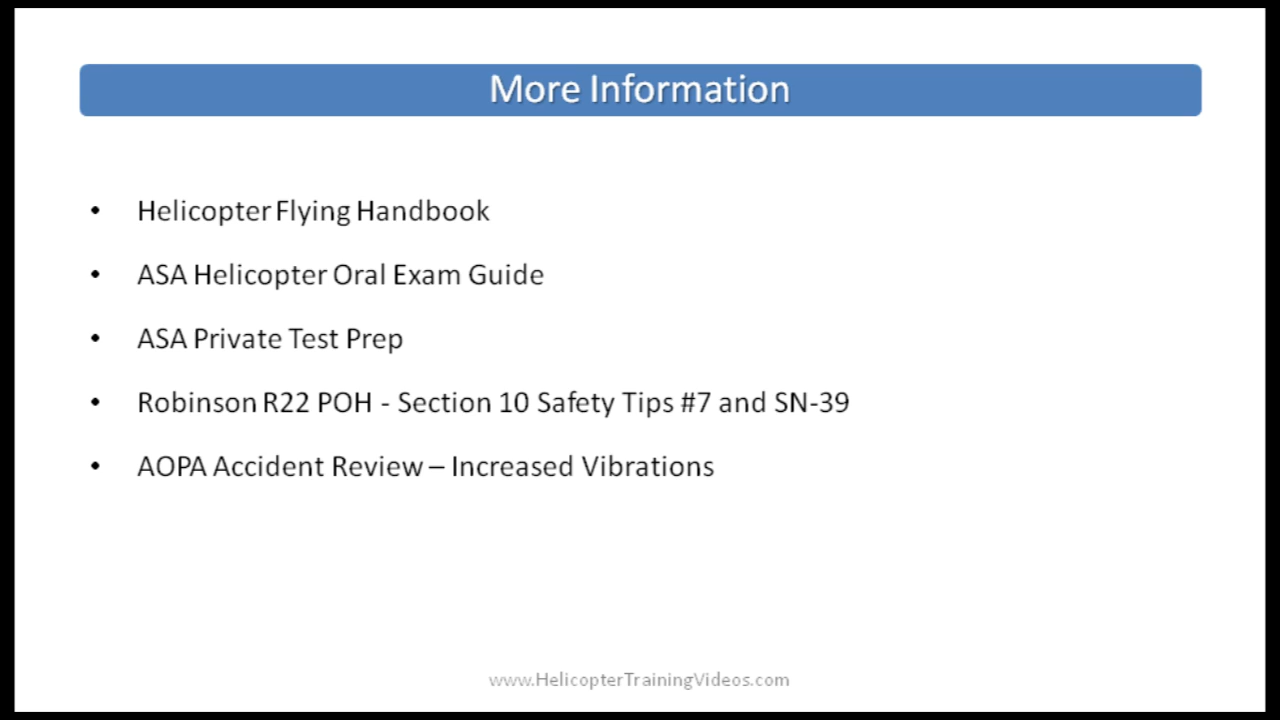 More Information
• Helicopter Flying Handbook
• ASA Helicopter Oral Exam Guide
• ASA Private Test Prep
• Robinson R22 POH - Section 10 Safety Tips #7 and SN-39
• AOPA Accident Review – Increased Vibrations
www.HelicopterTrainingVideos.com